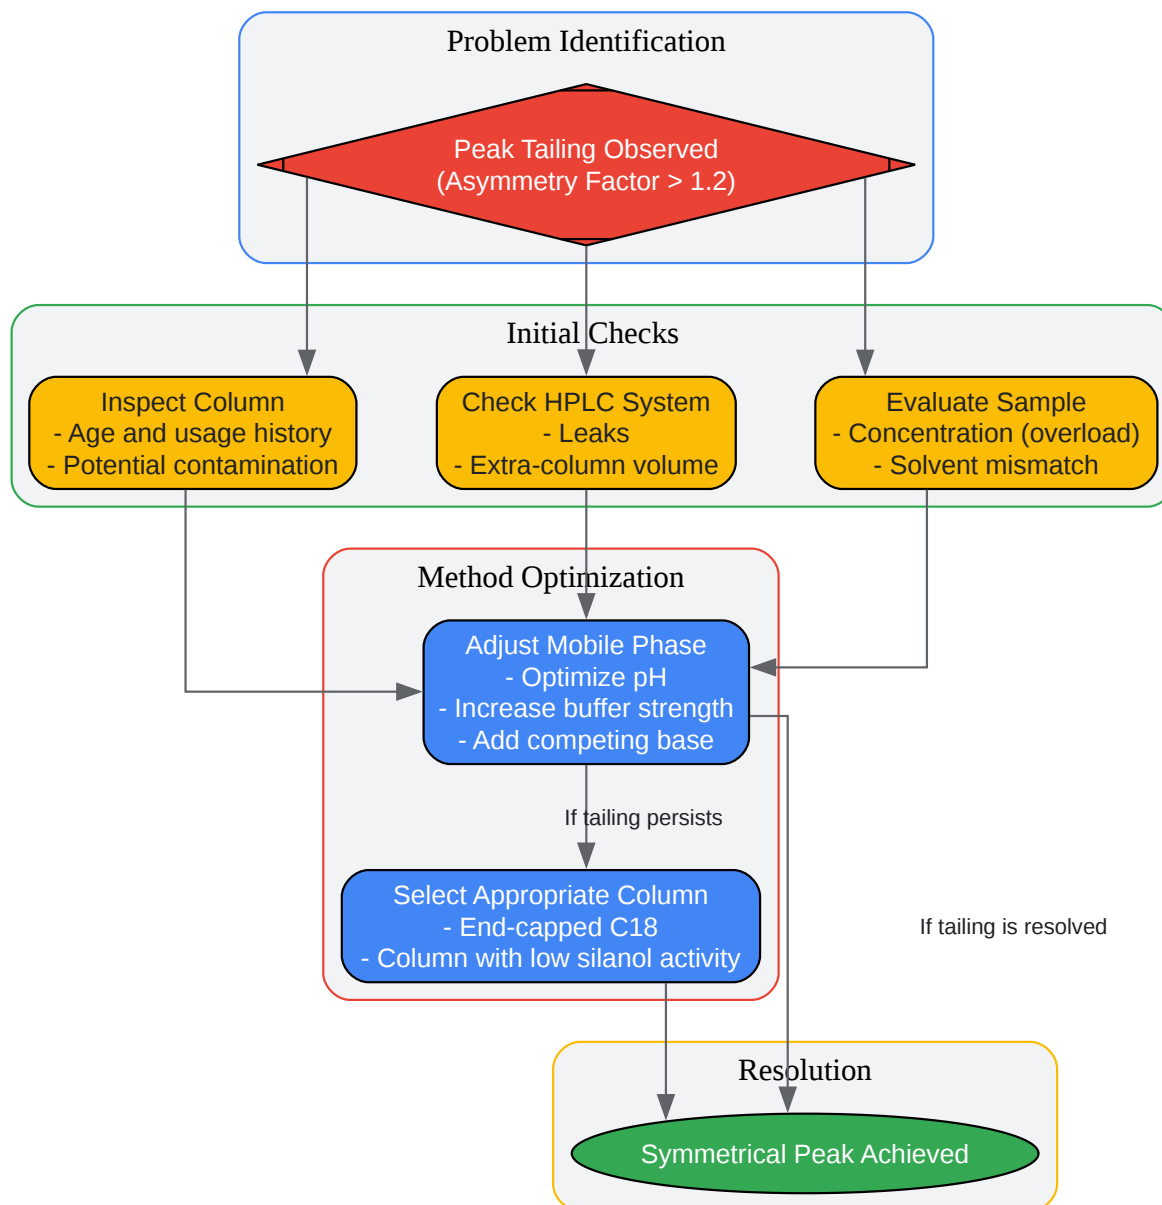 Problem Identification
Peak Tailing Observed
(Asymmetry Factor > 1.2)
Initial Checks
Inspect Column
- Age and usage history
- Potential contamination
Check HPLC System
- Leaks
- Extra-column volume
Evaluate Sample
- Concentration (overload)
- Solvent mismatch
Method Optimization
Adjust Mobile Phase
- Optimize pH
- Increase buffer strength
- Add competing base
If tailing persists
Select Appropriate Column
- End-capped C18
- Column with low silanol activity
If tailing is resolved
Resolution
Symmetrical Peak Achieved